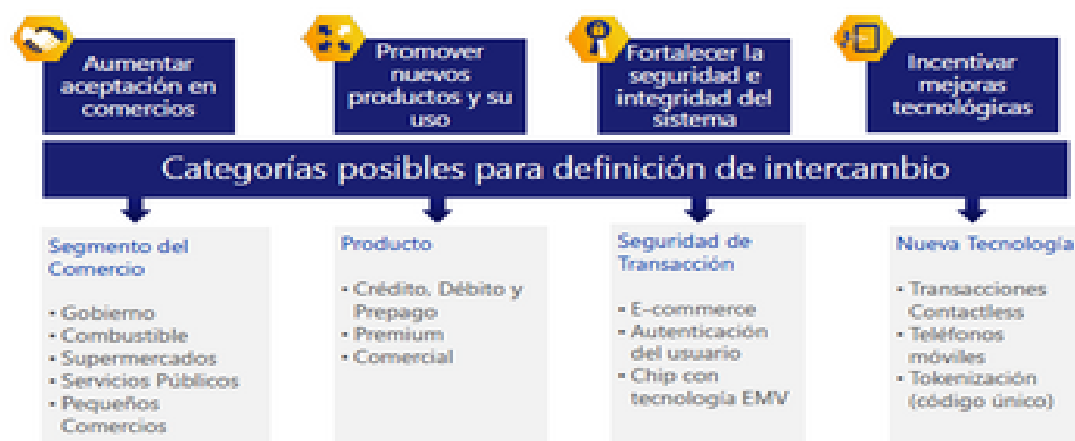 Aumentar
aceptación en
comercios
Promover
nuevos
productos y su
uso
Fortalecer la
seguridad e
integridad del
sistema
Incentivar
mejoras
tecnológicas
Categorías posibles para definición de intercambio
Segmento del
Comercio
• Gobierno
• Combustible
• Supermercados
• Servicios Públicos
• Pequeños
Comercios
Producto
• Crédito, Débito y
Prepago
• Premium
• Comercial
Seguridad de
Transacción
• E-commerce
• Autenticación
del usuario
• Chip con
tecnología EMV
Nueva Tecnología
• Transacciones
Contactless
• Teléfonos
móviles
• Tokenización
(código único)